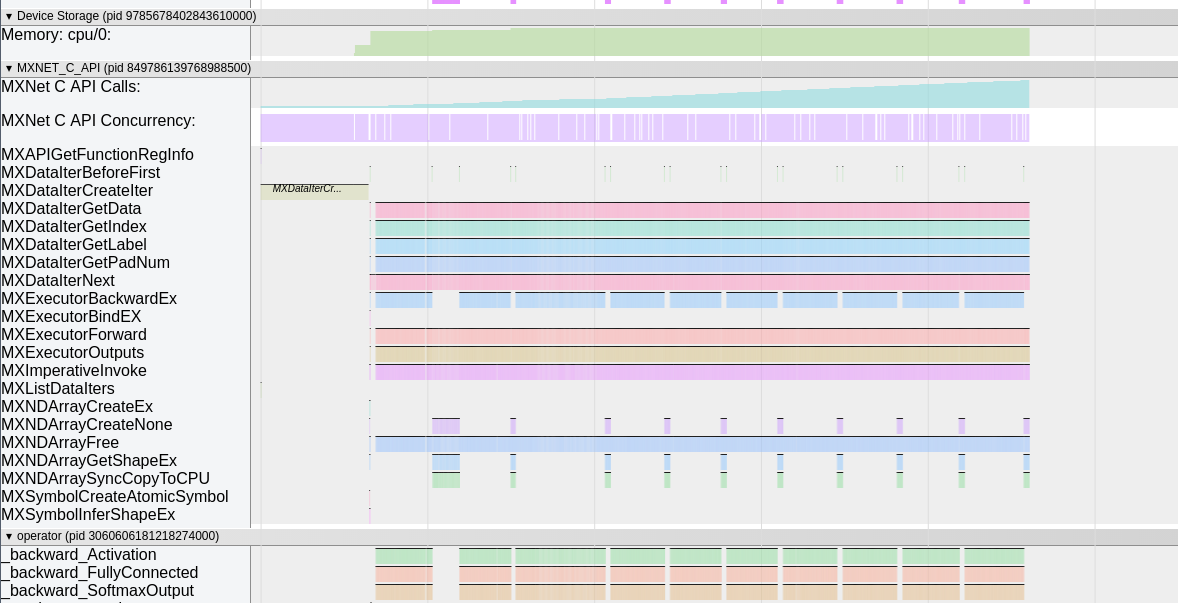 ▼ Device Storage (pid 9785678402843610000)
Memory: cpu/0:
▼ MXNET_C_API (pid 849786139768988500)
MXNet C API Calls:
MXNet C API Concurrency:
MXAPIGetFunctionRegInfo
MXDataIterBeforeFirst
MXDataIterCreateIter MXDataIterCr...
MXDataIterGetData
MXDataIterGetIndex
MXDataIterGetLabel
MXDataIterGetPadNum
MXDataIterNext
MXExecutorBackwardEx
MXExecutorBindEX
MXExecutorForward
MXExecutorOutputs
MXImperativeInvoke
MXListDataIters
MXNDArrayCreateEx
MXNDArrayCreateNone
MXNDArrayFree
MXNDArrayGetShapeEx
MXNDArraySyncCopyToCPU
MXSymbolCreateAtomicSymbol
MXSymbolInferShapeEx
▼ operator (pid 3060606181218274000)
_backward_Activation
_backward_FullyConnected
_backward_SoftmaxOutput